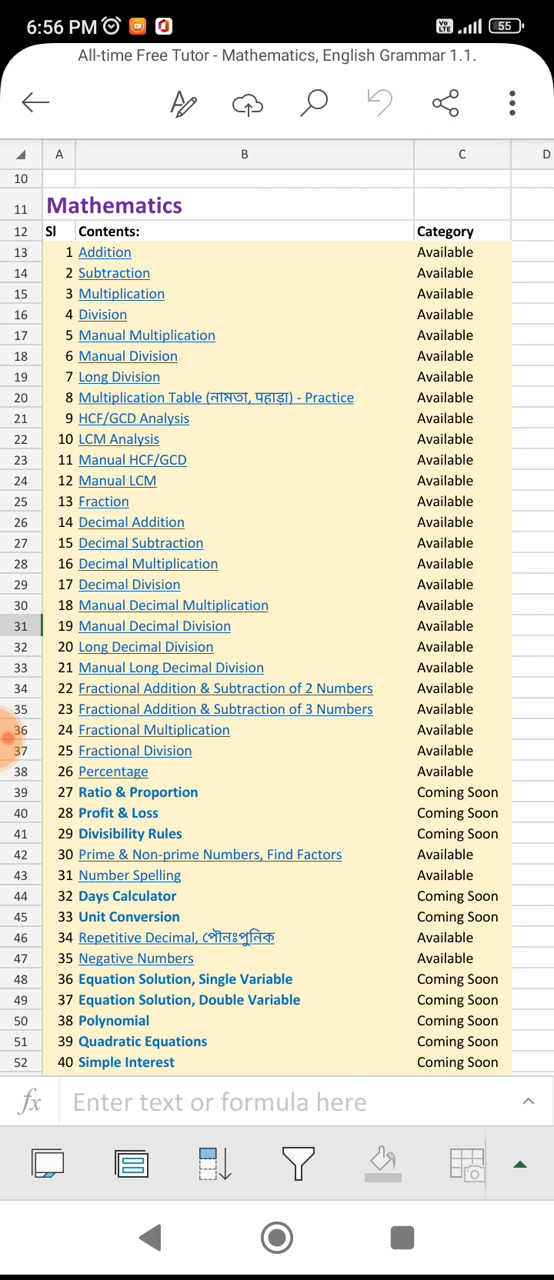 6:56 PM
Vo LTE 55
All-time Free Tutor - Mathematics, English Grammar 1.1.
A B C D
10
11 Mathematics
12 Sl Contents: Category
13 1 Addition Available
14 2 Subtraction Available
15 3 Multiplication Available
16 4 Division Available
17 5 Manual Multiplication Available
18 6 Manual Division Available
19 7 Long Division Available
20 8 Multiplication Table (নামতা, पहाड़ा) - Practice Available
21 9 HCF/GCD Analysis Available
22 10 LCM Analysis Available
23 11 Manual HCF/GCD Available
24 12 Manual LCM Available
25 13 Fraction Available
26 14 Decimal Addition Available
27 15 Decimal Subtraction Available
28 16 Decimal Multiplication Available
29 17 Decimal Division Available
30 18 Manual Decimal Multiplication Available
31 19 Manual Decimal Division Available
32 20 Long Decimal Division Available
33 21 Manual Long Decimal Division Available
34 22 Fractional Addition & Subtraction of 2 Numbers Available
35 23 Fractional Addition & Subtraction of 3 Numbers Available
36 24 Fractional Multiplication Available
37 25 Fractional Division Available
38 26 Percentage Available
39 27 Ratio & Proportion Coming Soon
40 28 Profit & Loss Coming Soon
41 29 Divisibility Rules Coming Soon
42 30 Prime & Non-prime Numbers, Find Factors Available
43 31 Number Spelling Available
44 32 Days Calculator Coming Soon
45 33 Unit Conversion Coming Soon
46 34 Repetitive Decimal, পৌনঃপুনিক Available
47 35 Negative Numbers Available
48 36 Equation Solution, Single Variable Coming Soon
49 37 Equation Solution, Double Variable Coming Soon
50 38 Polynomial Coming Soon
51 39 Quadratic Equations Coming Soon
52 40 Simple Interest Coming Soon
fx Enter text or formula here